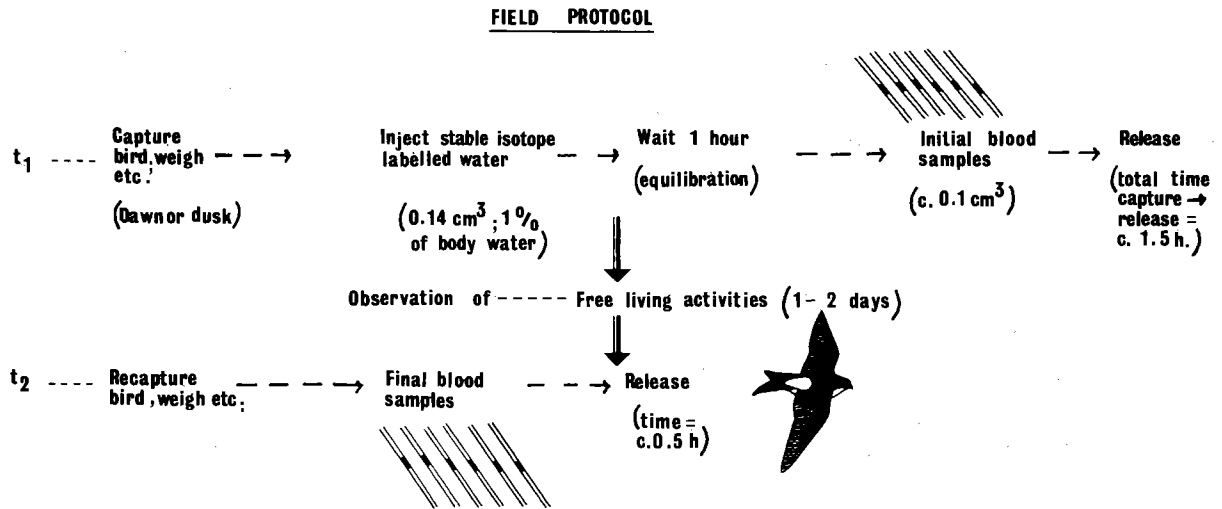 FIELD PROTOCOL
t1 ---- Capture
bird, weigh
etc.'
(Dawn or dusk)
Inject stable isotope
labelled water
(0.14 cm3 ; 1%
of body water)
Wait 1 hour
(equilibration)
Initial blood
samples
(c. 0.1 cm3)
Release
(total time
capture →
release =
c. 1.5 h.)
Observation of ----- Free living activities (1- 2 days)
t2 ---- Recapture
bird , weigh etc.
Final blood
samples
Release
(time =
c.0.5 h)